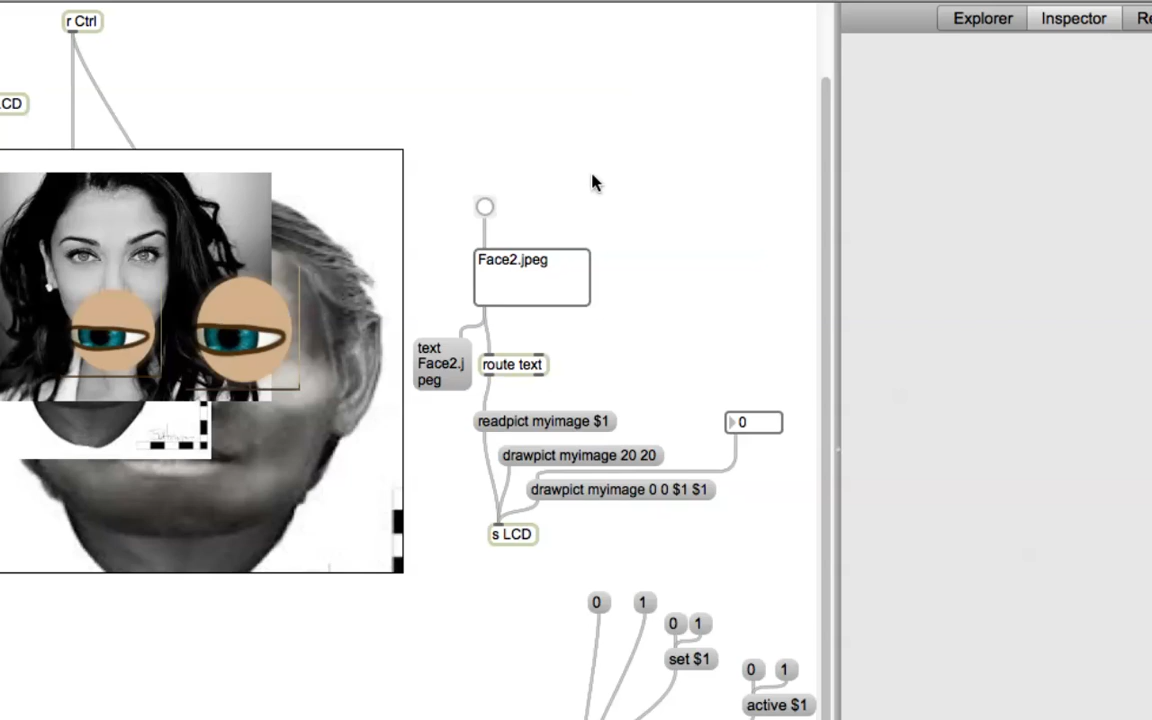 r Ctrl
Explorer
Inspector
Re
CD
Face2.jpeg
text
Face2.j
peg
route text
readpict myimage $1
0
drawpict myimage 20 20
drawpict myimage 0 0 $1 $1
s LCD
0
1
0
1
set $1
0
1
active $1